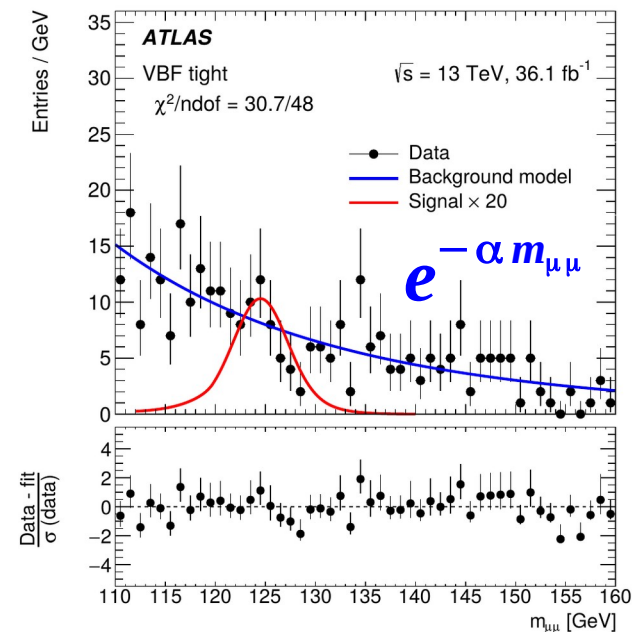 ATLAS
VBF tight
√s = 13 TeV, 36.1 fb⁻¹
χ²/ndof = 30.7/48
Data
Background model
Signal × 20
e^{− α m_{μμ}}
Entries / GeV
35
30
25
20
15
10
5
0
Data - fit
σ (data)
4
2
0
−2
−4
110 115 120 125 130 135 140 145 150 155 160
m_{μμ} [GeV]